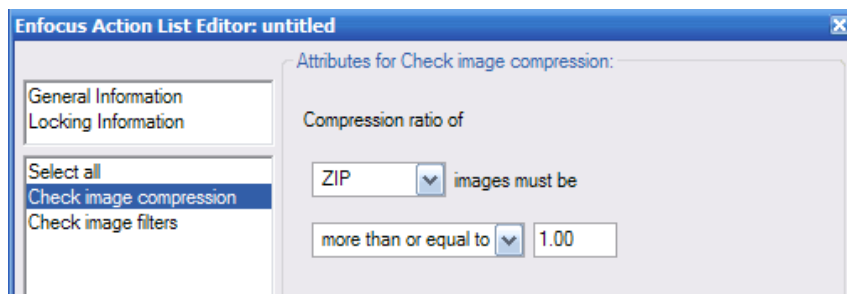 Enfocus Action List Editor: untitled
General Information
Locking Information
Select all
Check image compression
Check image filters
Attributes for Check image compression:
Compression ratio of
ZIP images must be
more than or equal to 1.00